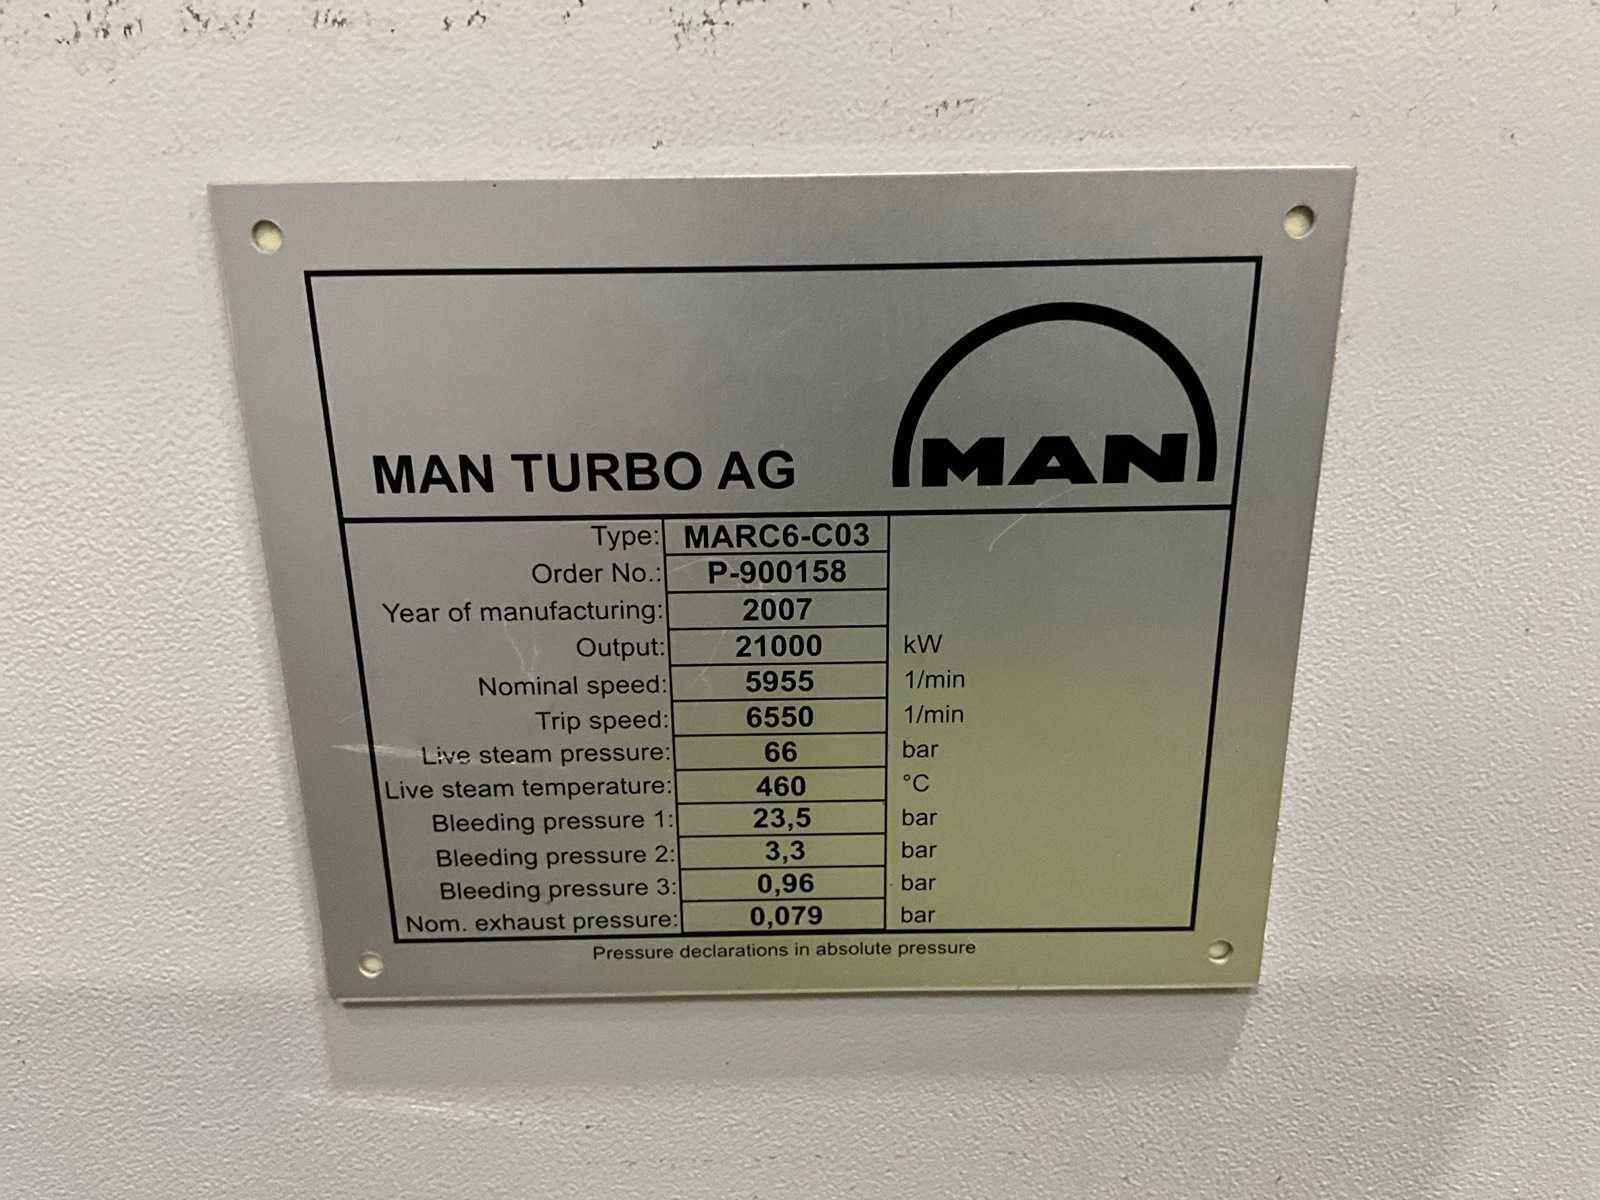 MAN
MAN TURBO AG
Type: MARC6-C03
Order No.: P-900158
Year of manufacturing: 2007
Output: 21000 kW
Nominal speed: 5955 1/min
Trip speed: 6550 1/min
Live steam pressure: 66 bar
Live steam temperature: 460 °C
Bleeding pressure 1: 23,5 bar
Bleeding pressure 2: 3,3 bar
Bleeding pressure 3: 0,96 bar
Nom. exhaust pressure: 0,079 bar
Pressure declarations in absolute pressure